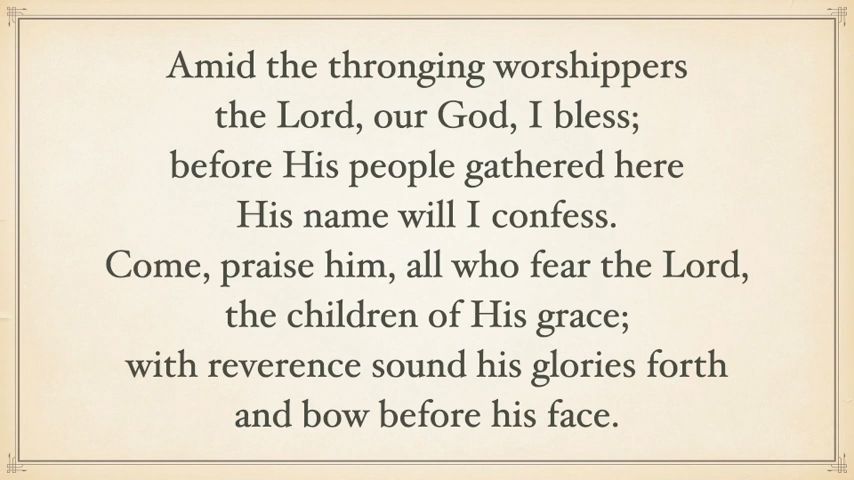 Amid the thronging worshippers
the Lord, our God, I bless;
before His people gathered here
His name will I confess.
Come, praise him, all who fear the Lord,
the children of His grace;
with reverence sound his glories forth
and bow before his face.